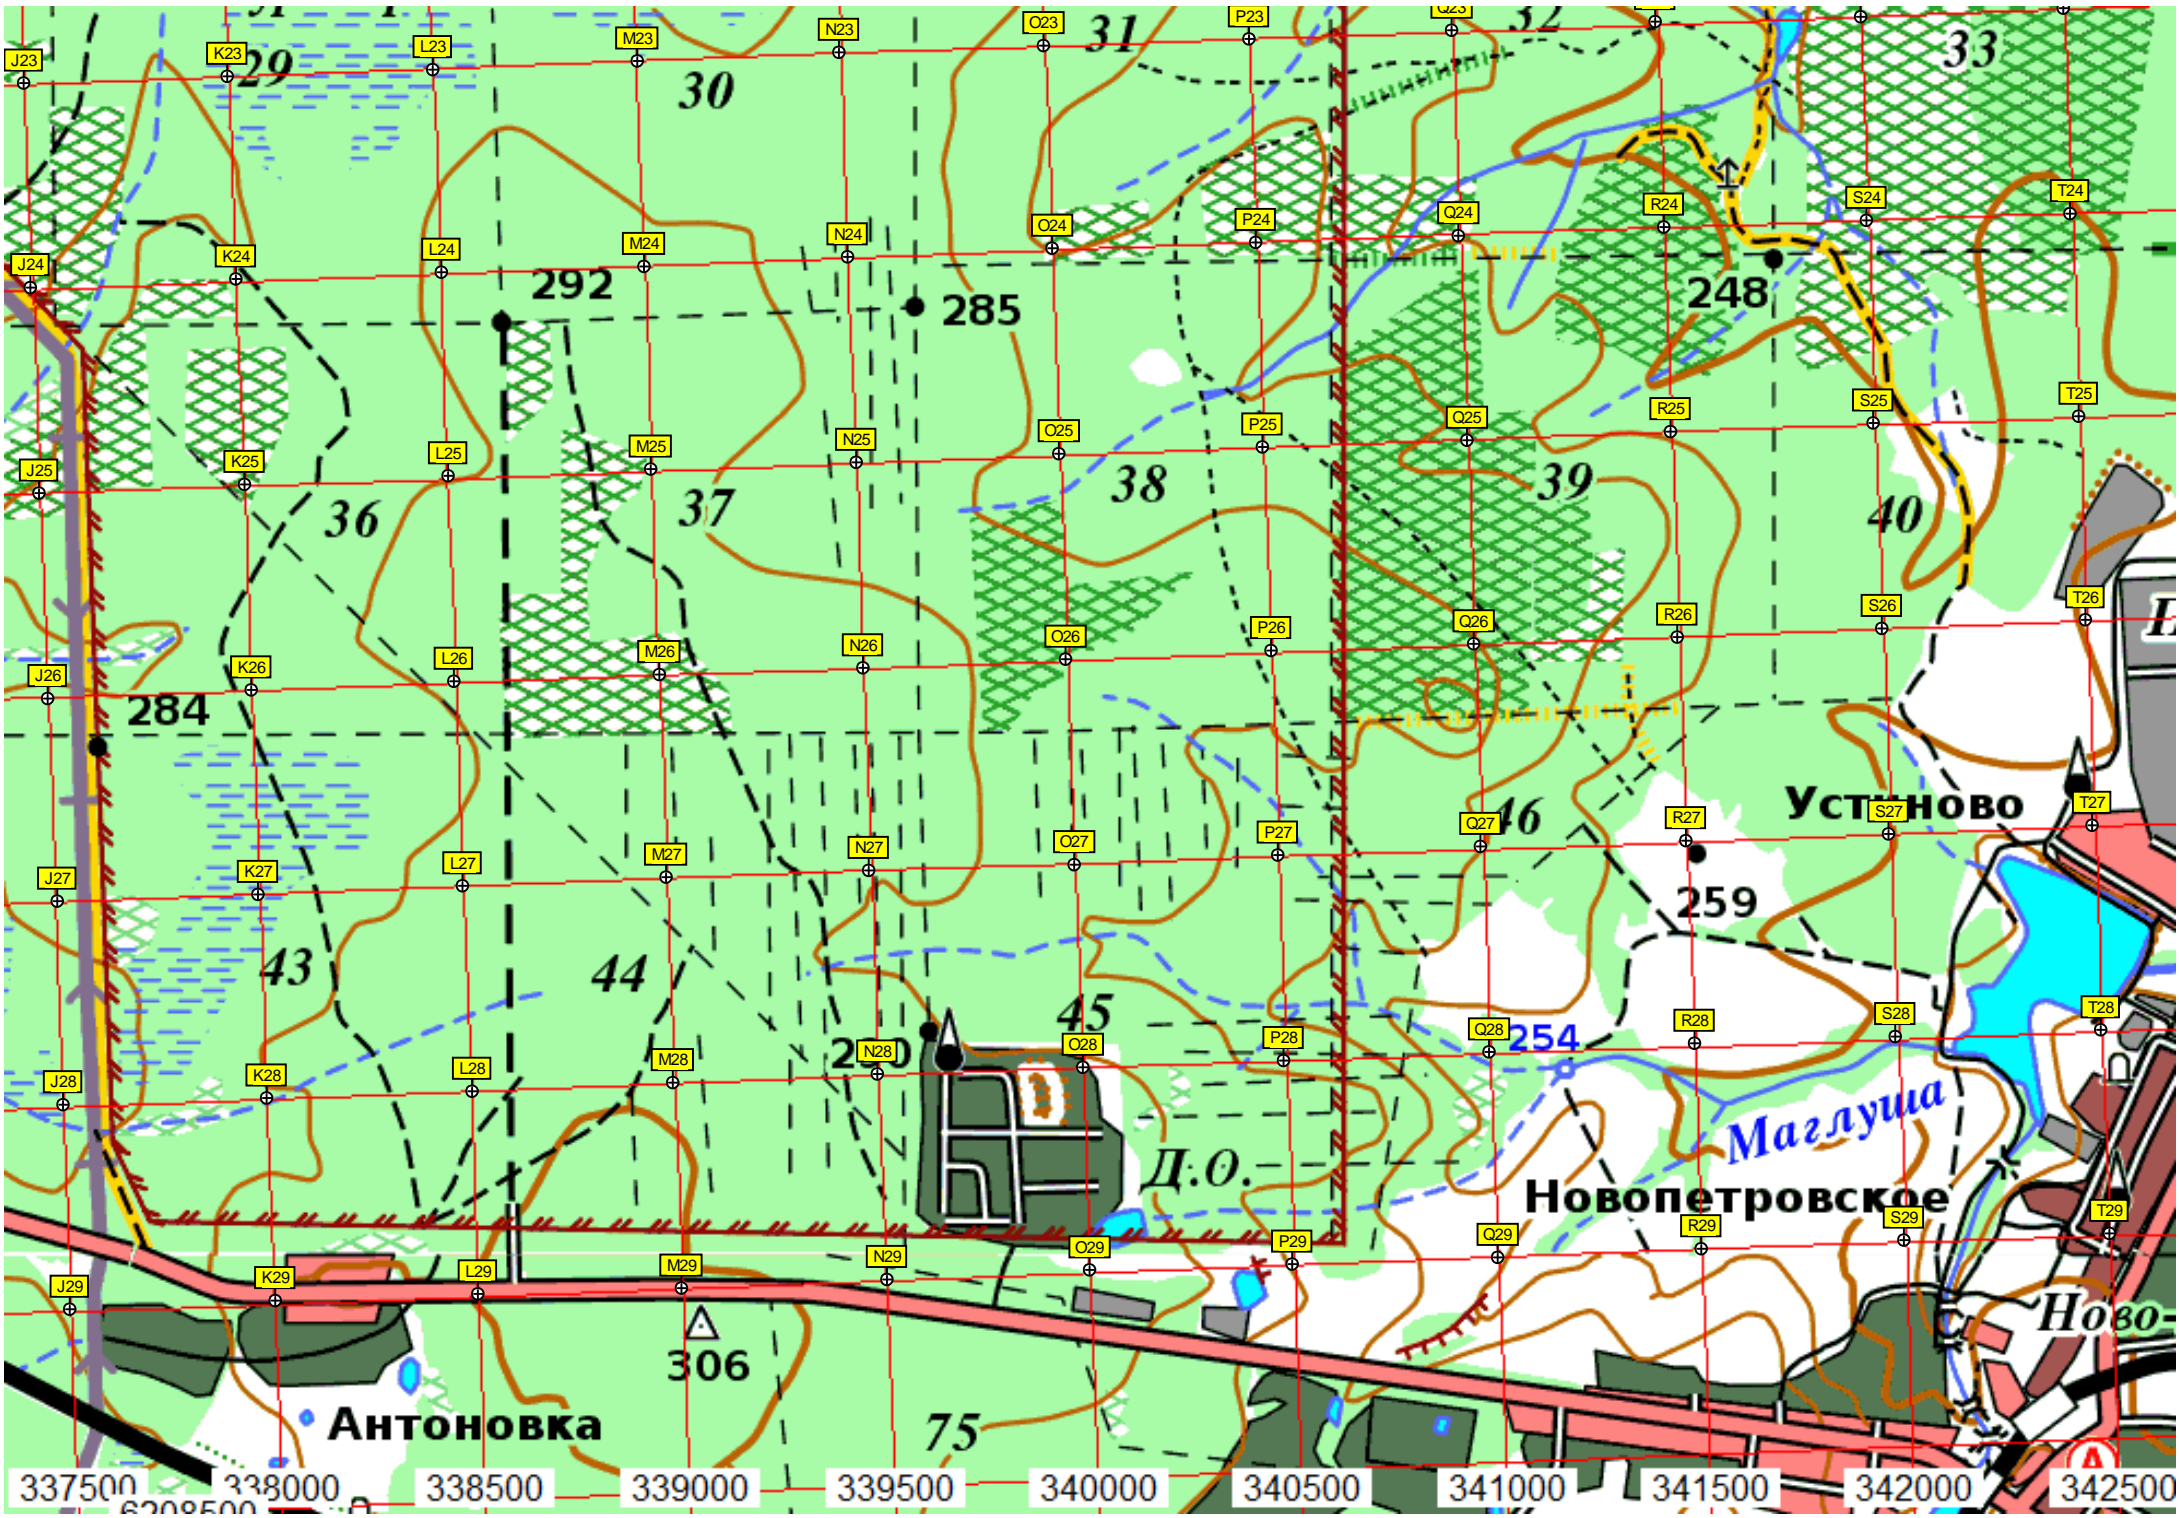 J23 K23 L23 M23 N23 O23 P23 Q23
29 30 31 32 33
J24 K24 L24 M24 N24 O24 P24 Q24 R24 S24 T24
292 285 248
J25 K25 L25 M25 N25 O25 P25 Q25 R25 S25 T25
36 37 38 39 40
J26 K26 L26 M26 N26 O26 P26 Q26 R26 S26 T26
284
Устиново
J27 K27 L27 M27 N27 O27 P27 Q27 R27 S27 T27
46
259
43 44 45
J28 K28 L28 M28 N28 O28 P28 Q28 R28 S28 T28
254
Маглуша
Д.О.
Новопетровское
J29 K29 L29 M29 N29 O29 P29 Q29 R29 S29 T29
Ново-
306
Антоновка
75
А
337500 338000 338500 339000 339500 340000 340500 341000 341500 342000 342500
6208500